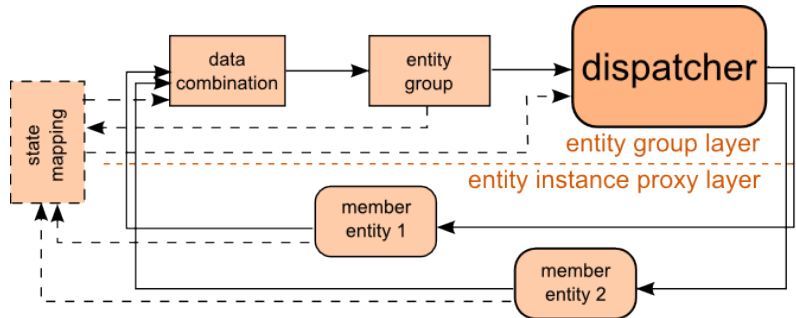 data
combination
entity
group
dispatcher
state
mapping
entity group layer
entity instance proxy layer
member
entity 1
member
entity 2